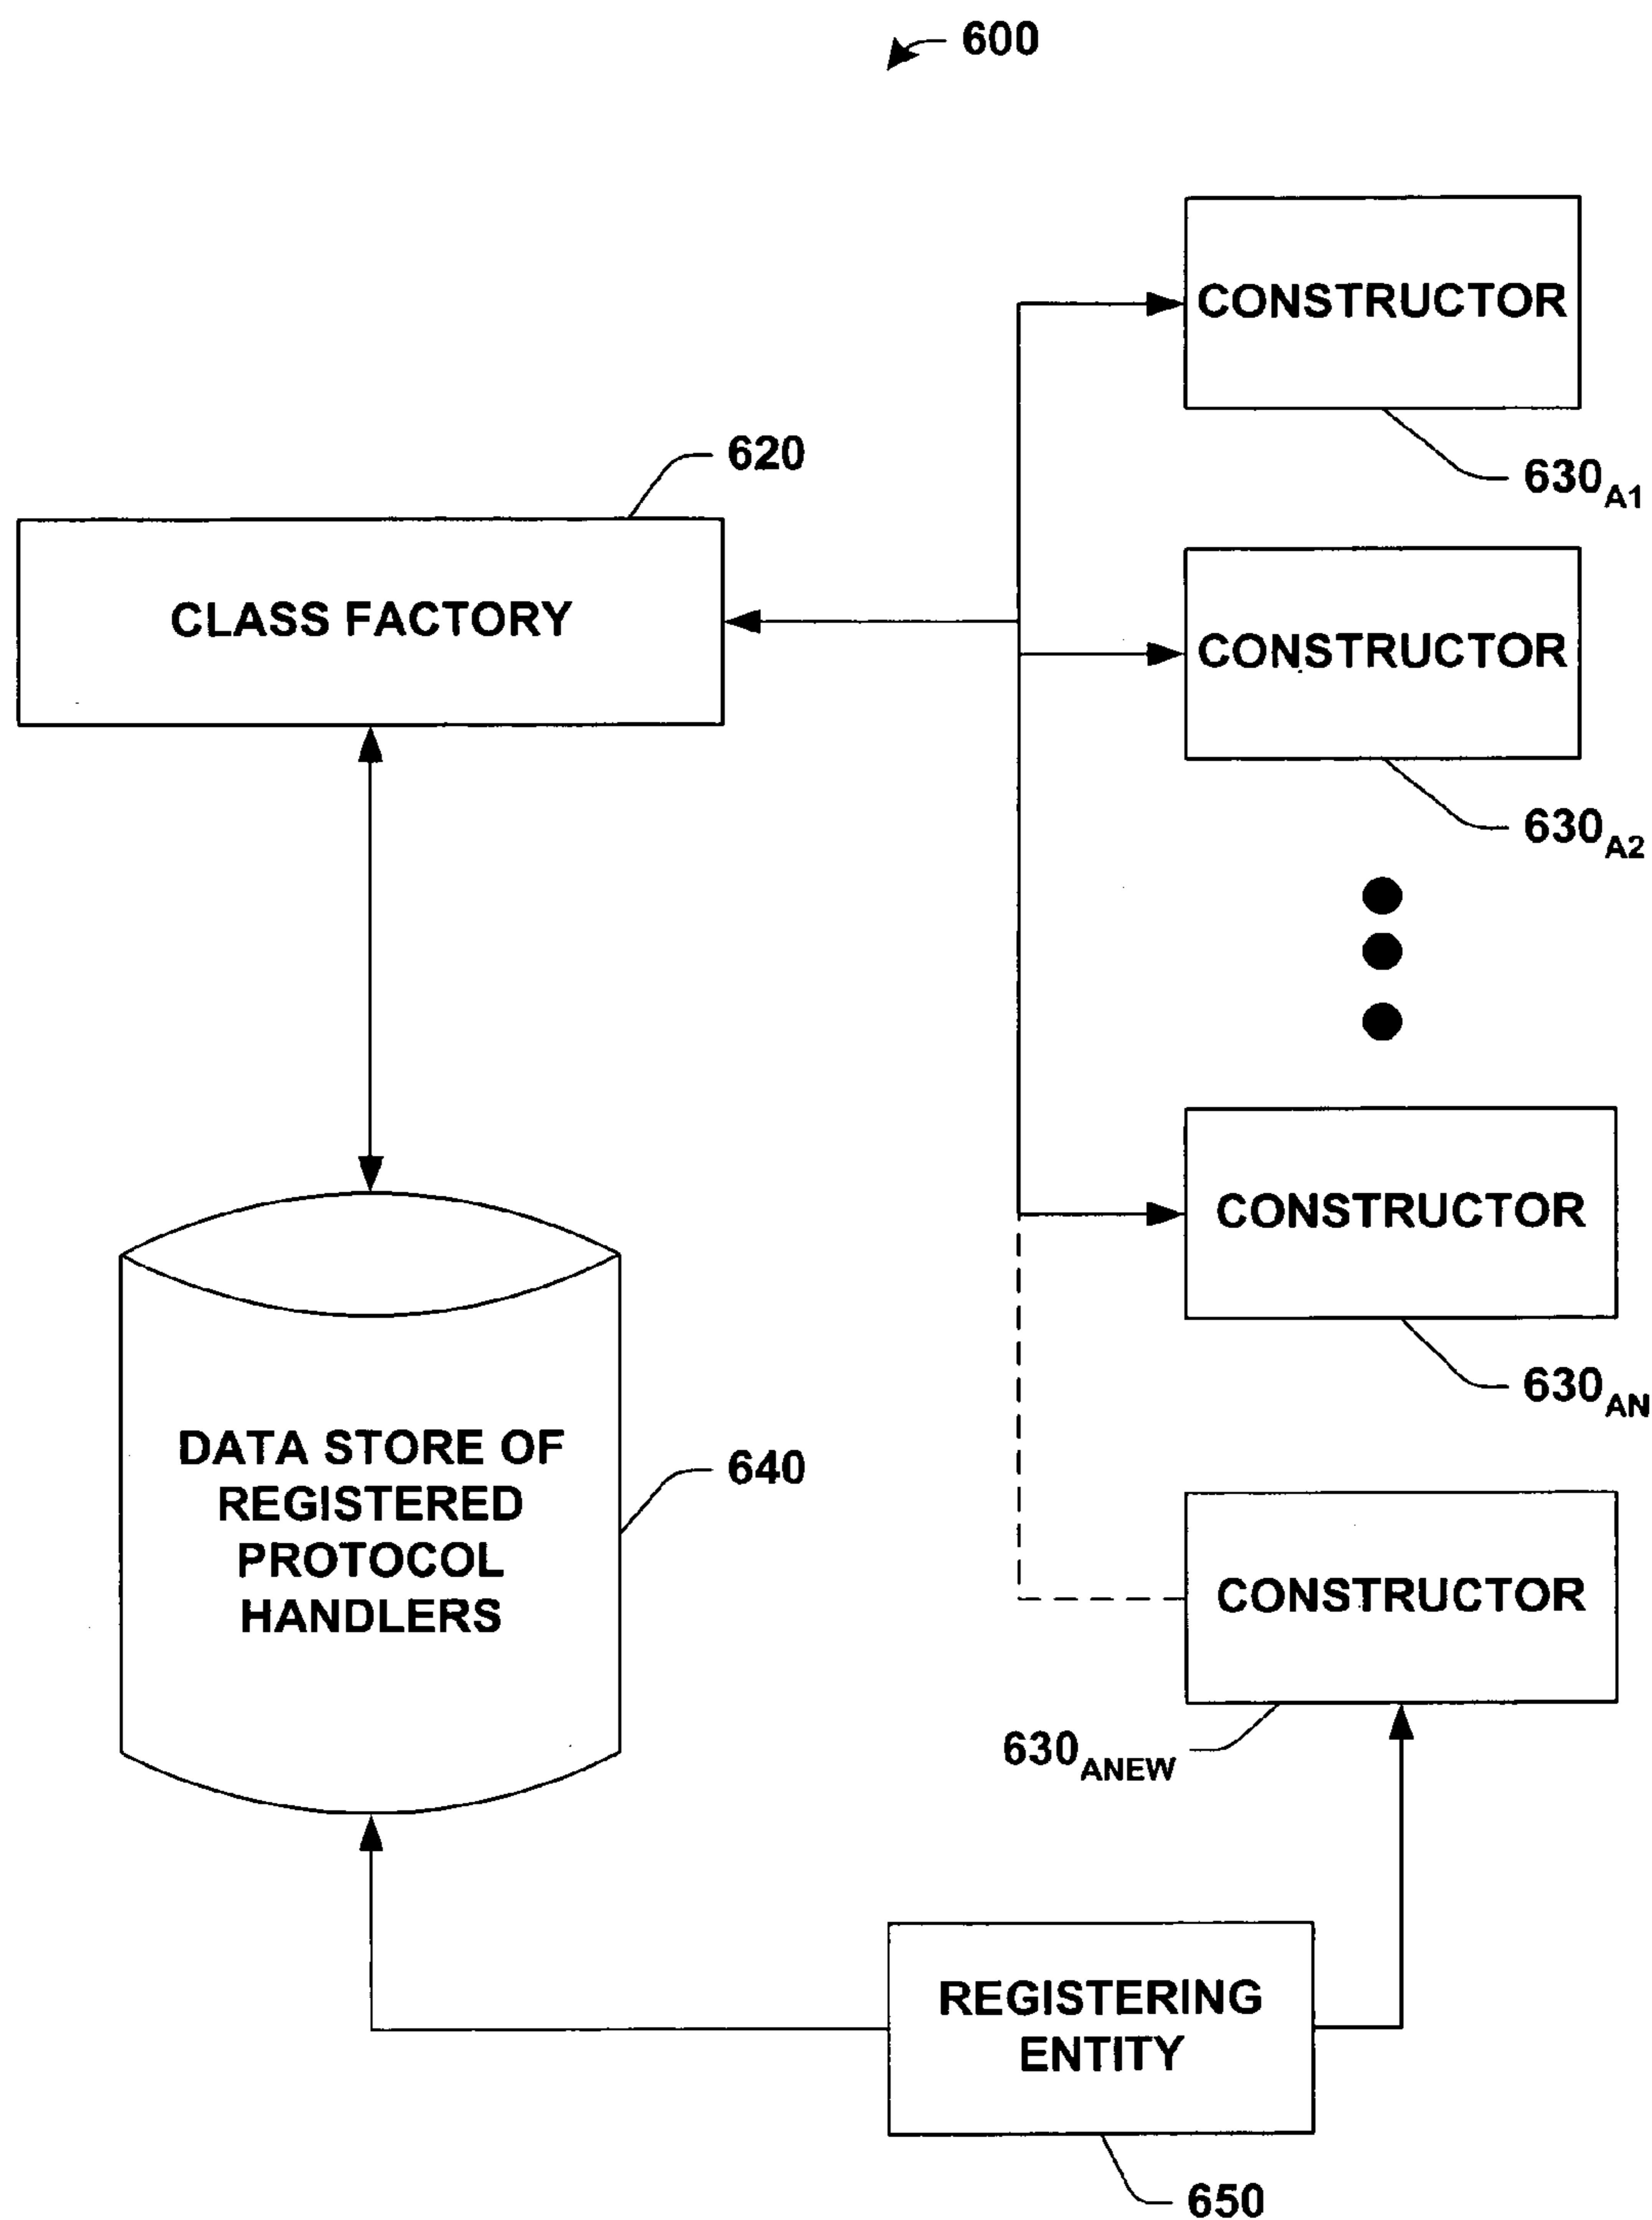 600
CONSTRUCTOR
630A1
620
CLASS FACTORY
CONSTRUCTOR
630A2
CONSTRUCTOR
630AN
DATA STORE OF
REGISTERED
PROTOCOL
HANDLERS
640
CONSTRUCTOR
630ANEW
REGISTERING
ENTITY
650